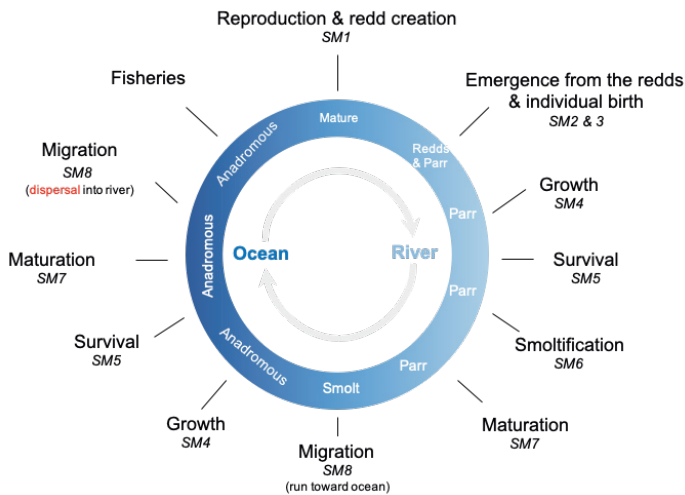 Reproduction & redd creation
SM1
Fisheries
Emergence from the redds
& individual birth
SM2 & 3
Mature
Anadromous
Redds
& Parr
Migration
SM8
(dispersal into river)
Growth
SM4
Parr
Anadromous
Ocean
River
Maturation
SM7
Survival
SM5
Parr
Survival
SM5
Smoltification
SM6
Anadromous
Parr
Smolt
Growth
SM4
Maturation
SM7
Migration
SM8
(run toward ocean)